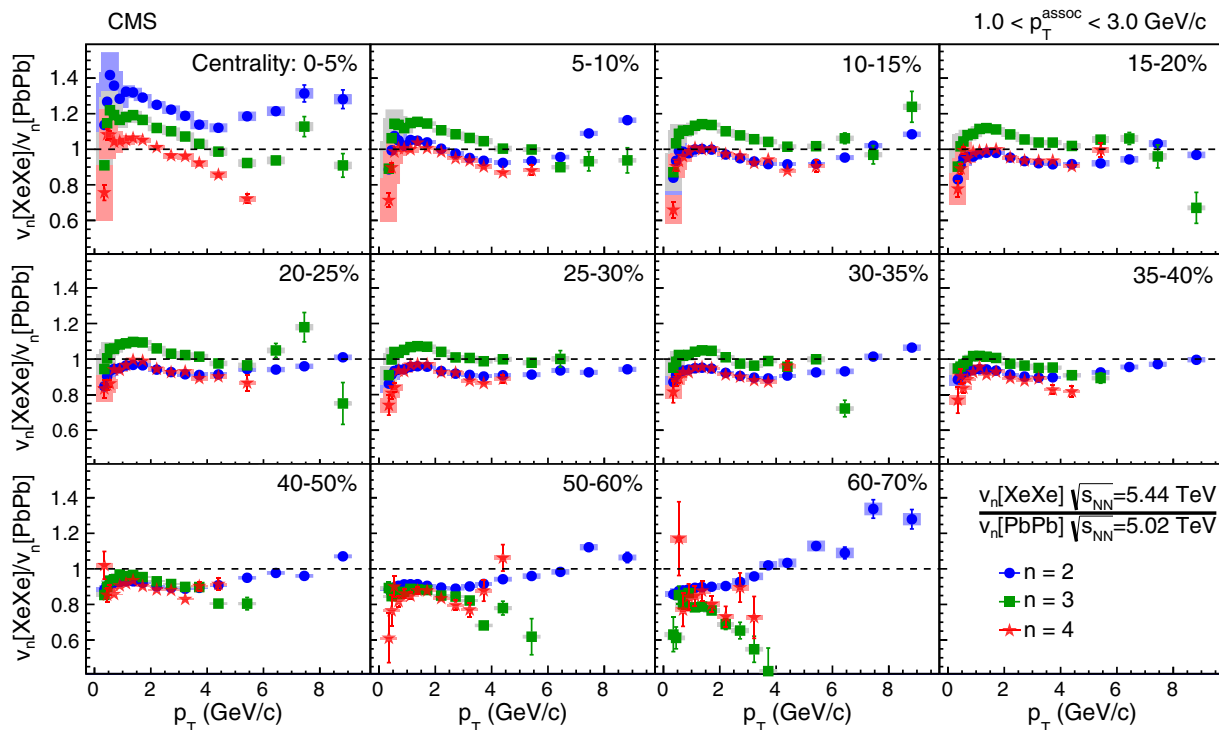 CMS
1.0 < p_T^assoc < 3.0 GeV/c
v_n[XeXe]/v_n[PbPb]
1.4
1.2
1
0.8
0.6
Centrality: 0-5%
5-10%
10-15%
15-20%
v_n[XeXe]/v_n[PbPb]
1.4
1.2
1
0.8
0.6
20-25%
25-30%
30-35%
35-40%
v_n[XeXe]/v_n[PbPb]
1.4
1.2
1
0.8
0.6
40-50%
50-60%
60-70%
v_n[XeXe] √s_NN=5.44 TeV
v_n[PbPb] √s_NN=5.02 TeV
n = 2
n = 3
n = 4
0 2 4 6 8
0 2 4 6 8
0 2 4 6 8
0 2 4 6 8
p_T (GeV/c)
p_T (GeV/c)
p_T (GeV/c)
p_T (GeV/c)